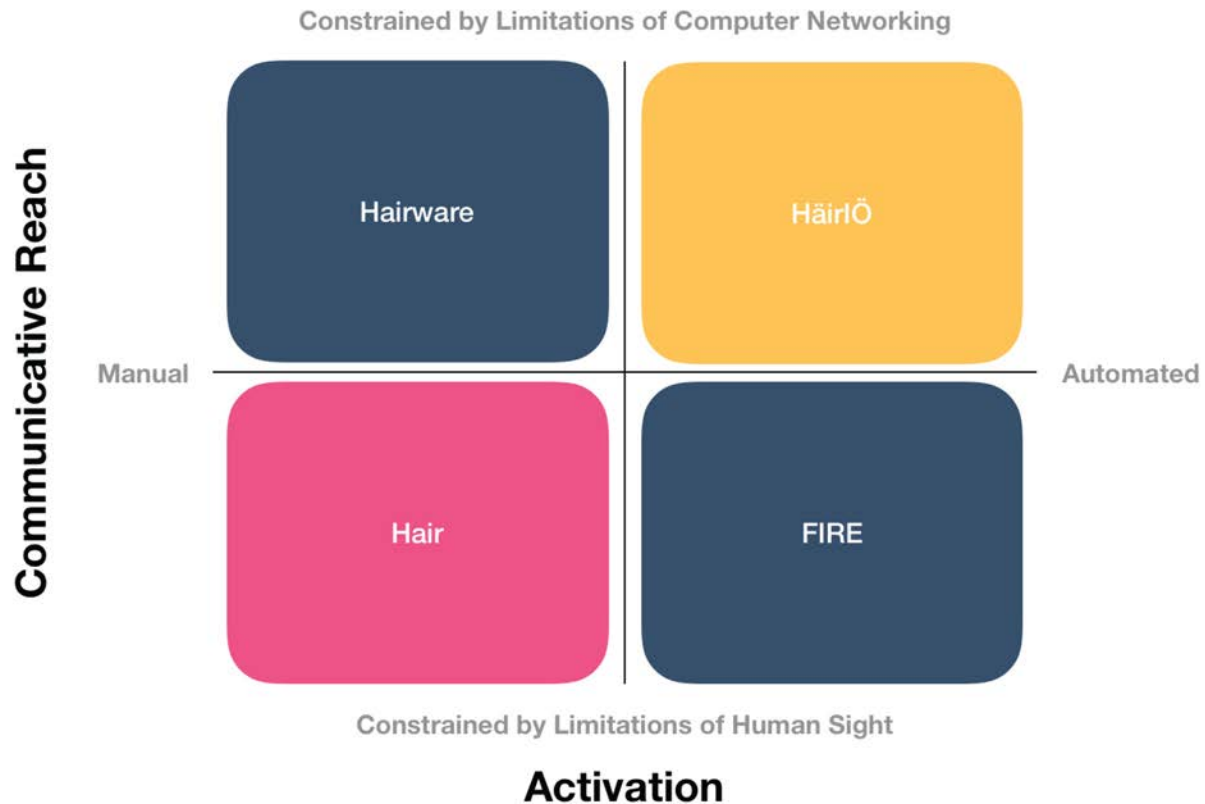 Constrained by Limitations of Computer Networking
Communicative Reach
Hairware
HäirIÖ
Manual
Automated
Hair
FIRE
Constrained by Limitations of Human Sight
Activation